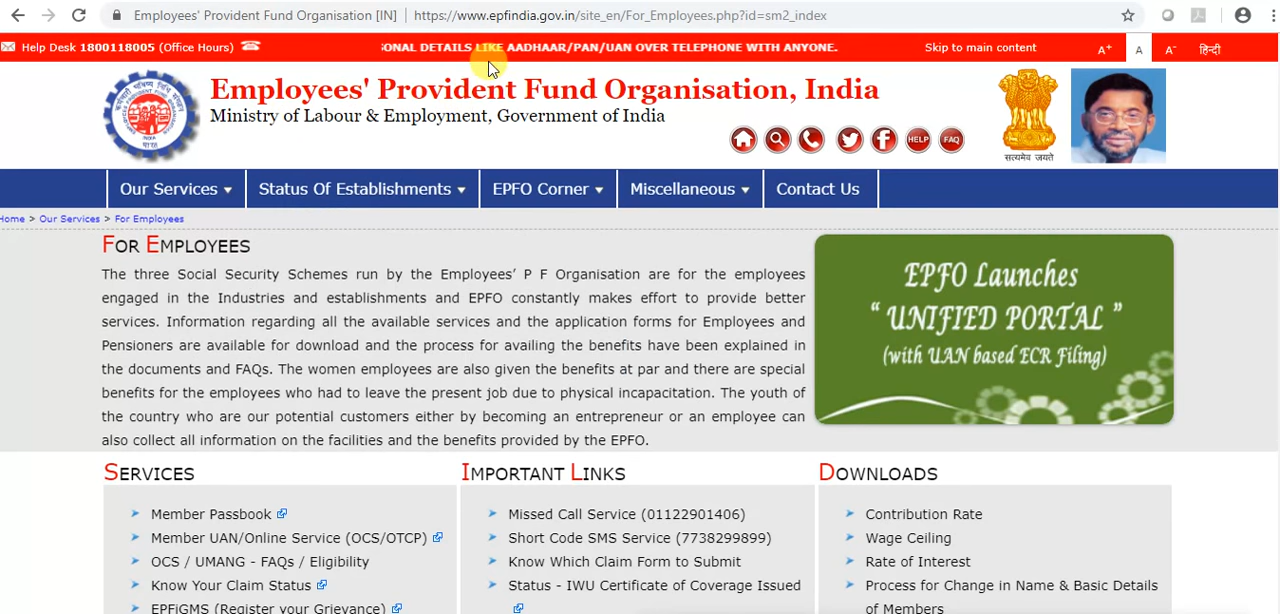 Employees' Provident Fund Organisation [IN] | https://www.epfindia.gov.in/site_en/For_Employees.php?id=sm2_index
Help Desk 1800118005 (Office Hours) ONAL DETAILS LIKE AADHAAR/PAN/UAN OVER TELEPHONE WITH ANYONE. Skip to main content A+ A A- हिन्दी
Employees' Provident Fund Organisation, India
Ministry of Labour & Employment, Government of India
HELP FAQ
सत्यमेव जयते
Our Services Status Of Establishments EPFO Corner Miscellaneous Contact Us
Home > Our Services > For Employees
FOR EMPLOYEES
The three Social Security Schemes run by the Employees’ P F Organisation are for the employees
engaged in the Industries and establishments and EPFO constantly makes effort to provide better
services. Information regarding all the available services and the application forms for Employees and
Pensioners are available for download and the process for availing the benefits have been explained in
the documents and FAQs. The women employees are also given the benefits at par and there are special
benefits for the employees who had to leave the present job due to physical incapacitation. The youth of
the country who are our potential customers either by becoming an entrepreneur or an employee can
also collect all information on the facilities and the benefits provided by the EPFO.
EPFO Launches
“ UNIFIED PORTAL ”
(with UAN based ECR Filing)
SERVICES
Member Passbook
Member UAN/Online Service (OCS/OTCP)
OCS / UMANG - FAQs / Eligibility
Know Your Claim Status
EPFiGMS (Register your Grievance)
IMPORTANT LINKS
Missed Call Service (01122901406)
Short Code SMS Service (7738299899)
Know Which Claim Form to Submit
Status - IWU Certificate of Coverage Issued
DOWNLOADS
Contribution Rate
Wage Ceiling
Rate of Interest
Process for Change in Name & Basic Details
of Members